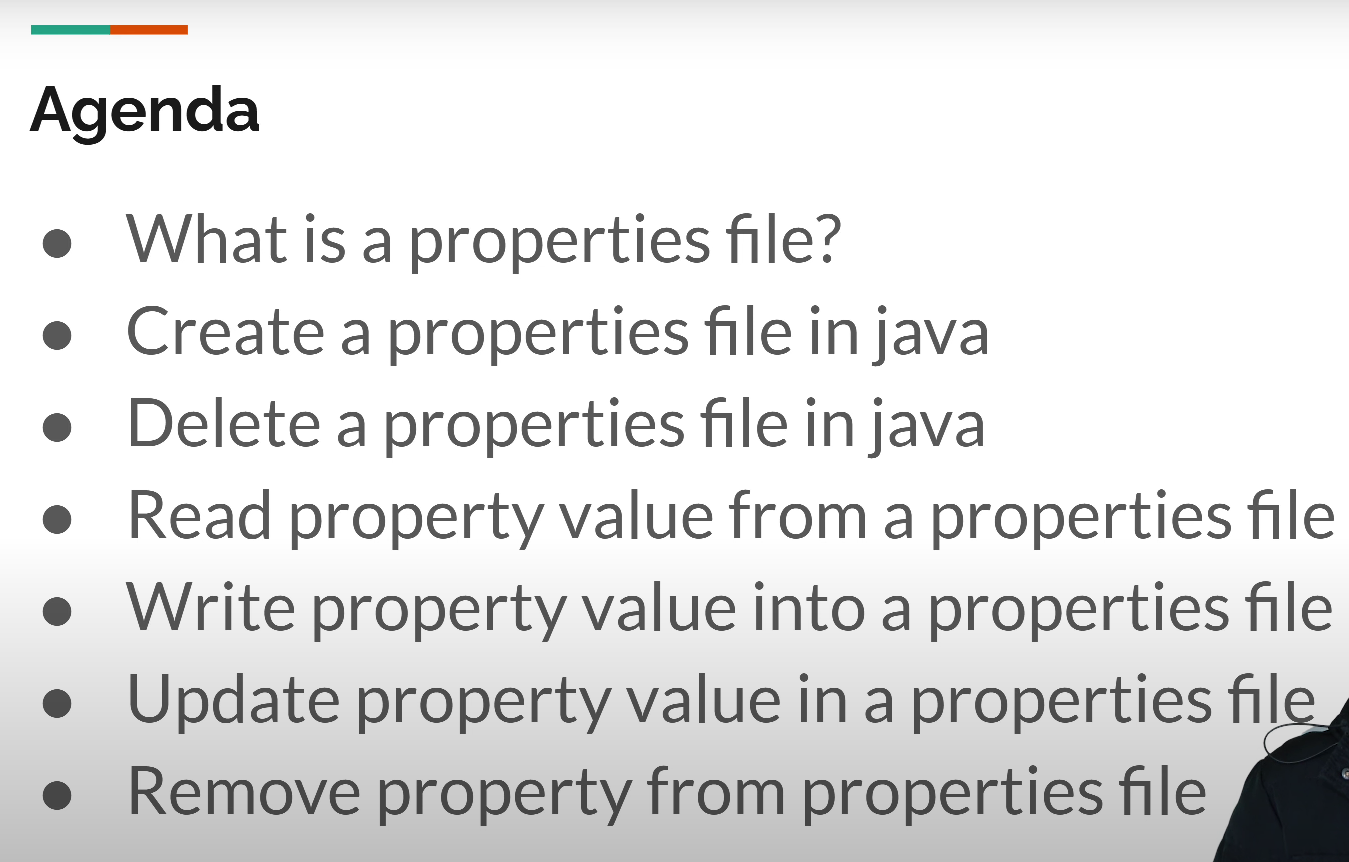 Agenda
● What is a properties file?
● Create a properties file in java
● Delete a properties file in java
● Read property value from a properties file
● Write property value into a properties file
● Update property value in a properties file
● Remove property from properties file